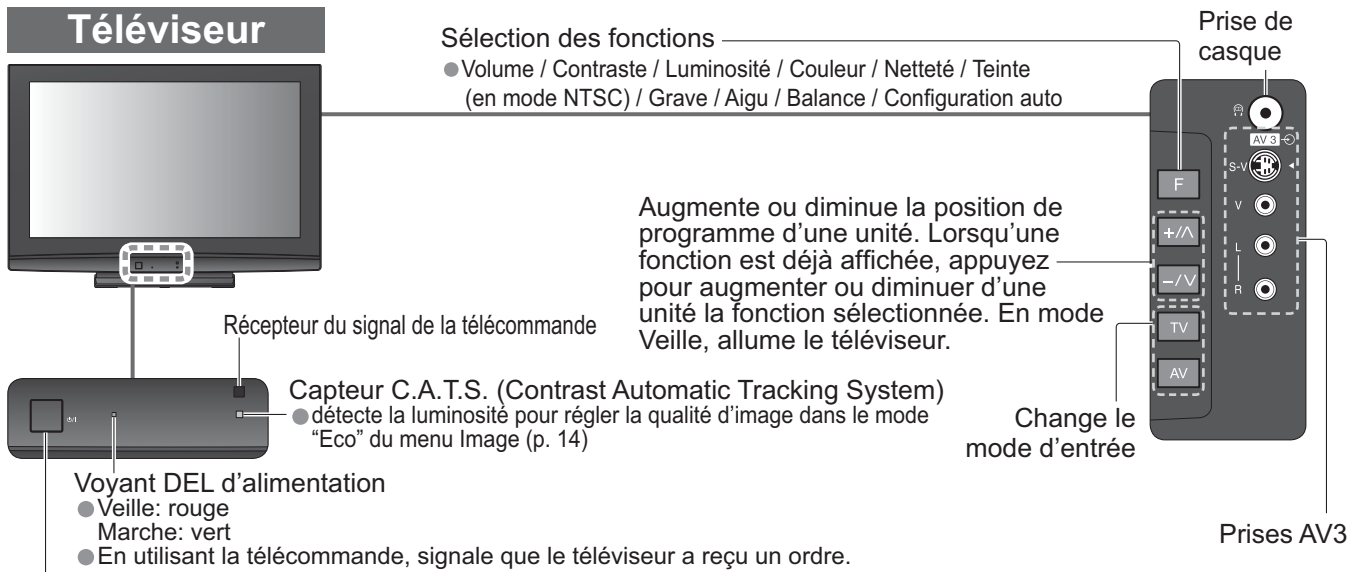 Téléviseur
Sélection des fonctions
● Volume / Contraste / Luminosité / Couleur / Netteté / Teinte
(en mode NTSC) / Grave / Aigu / Balance / Configuration auto
Prise de
casque
AV 3
S-V
V
L
R
F
+/∧
−/∨
TV
AV
Augmente ou diminue la position de
programme d’une unité. Lorsqu’une
fonction est déjà affichée, appuyez
pour augmenter ou diminuer d’une
unité la fonction sélectionnée. En mode
Veille, allume le téléviseur.
Change le
mode d’entrée
Prises AV3
Récepteur du signal de la télécommande
Capteur C.A.T.S. (Contrast Automatic Tracking System)
● détecte la luminosité pour régler la qualité d’image dans le mode
“Eco” du menu Image (p. 14)
Voyant DEL d’alimentation
● Veille: rouge
Marche: vert
● En utilisant la télécommande, signale que le téléviseur a reçu un ordre.